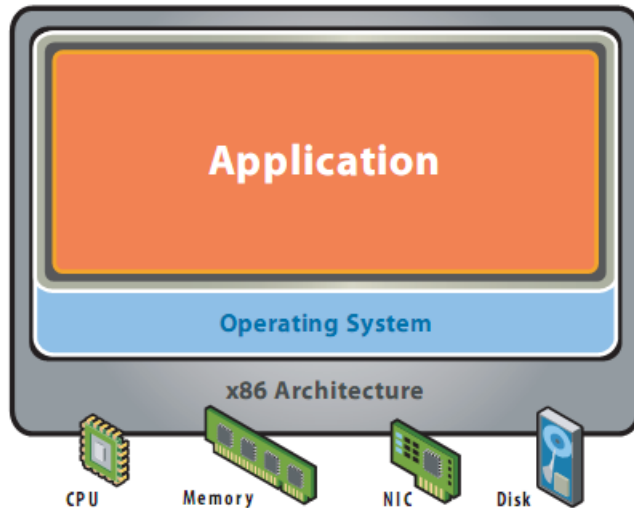 Application
Operating System
x86 Architecture
CPU
Memory
NIC
Disk